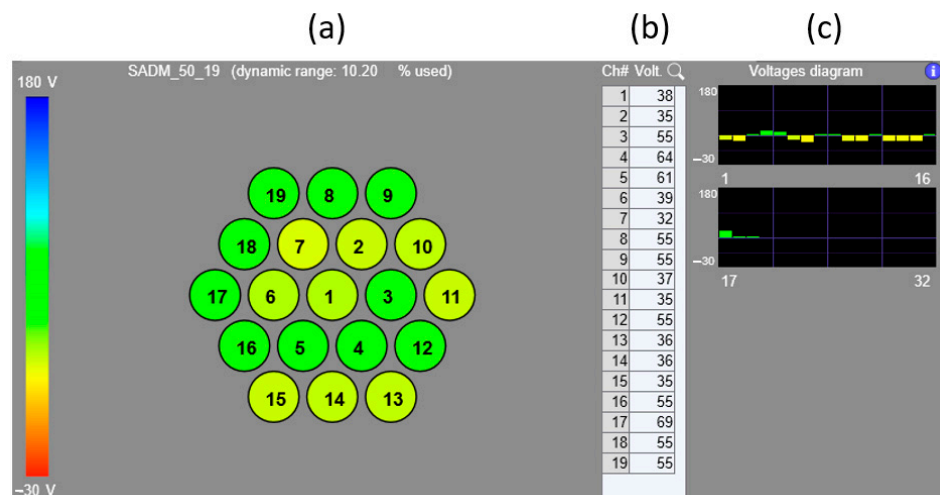 (a) (b) (c)
SADM_50_19 (dynamic range: 10.20 % used)
180 V
19 8 9
18 7 2 10
17 6 1 3 11
16 5 4 12
15 14 13
−30 V
Ch# Volt.
1 38
2 35
3 55
4 64
5 61
6 39
7 32
8 55
9 55
10 37
11 35
12 55
13 36
14 36
15 35
16 55
17 69
18 55
19 55
Voltages diagram i
180
−30
1 16
180
−30
17 32